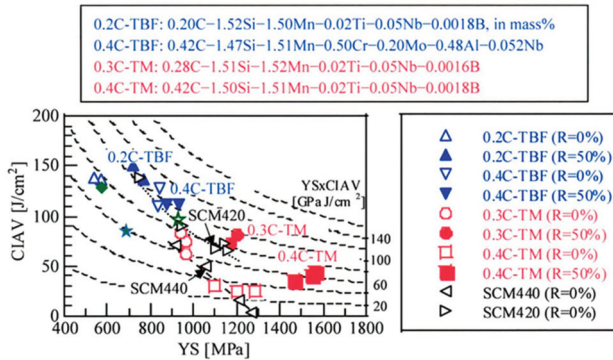 0.2C-TBF: 0.20C−1.52Si−1.50Mn−0.02Ti−0.05Nb−0.0018B, in mass%
0.4C-TBF: 0.42C−1.47Si−1.51Mn−0.50Cr−0.20Mo−0.48Al−0.052Nb
0.3C-TM: 0.28C−1.51Si−1.52Mn−0.02Ti−0.05Nb−0.0016B
0.4C-TM: 0.42C−1.50Si−1.51Mn−0.02Ti−0.05Nb−0.0018B
200
150
100
50
0
CIAV [J/cm²]
0.2C-TBF
0.4C-TBF
YSxCIAV
[GPaJ/cm²]
SCM420
0.3C-TM
0.4C-TM
SCM440
140
100
60
20
400 600 800 1000 1200 1400 1600 1800
YS [MPa]
0.2C-TBF (R=0%)
0.2C-TBF (R=50%)
0.4C-TBF (R=0%)
0.4C-TBF (R=50%)
0.3C-TM (R=0%)
0.3C-TM (R=50%)
0.4C-TM (R=0%)
0.4C-TM (R=50%)
SCM440 (R=0%)
SCM420 (R=0%)